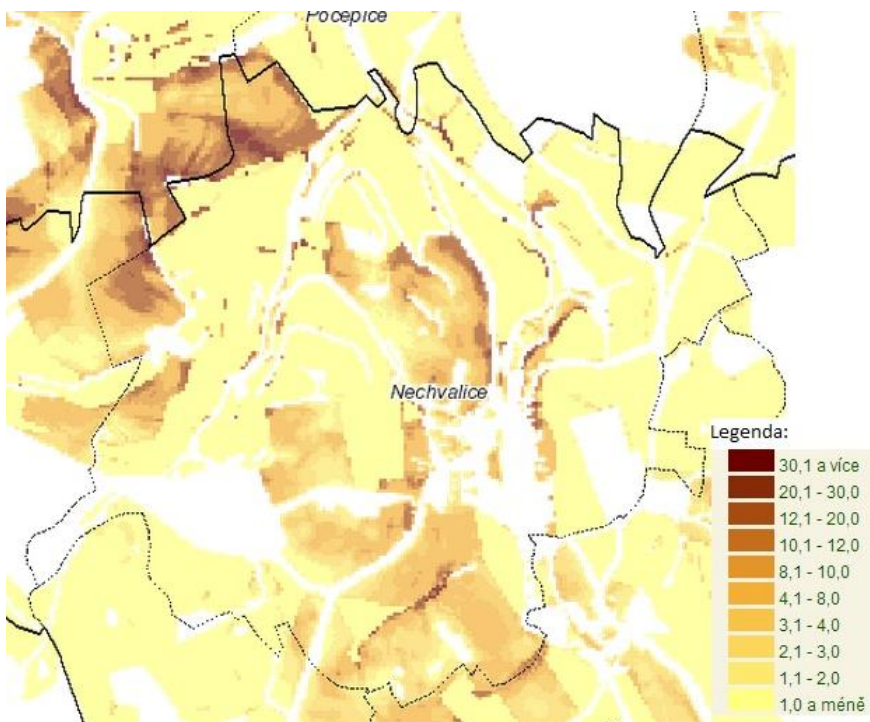 Počepice
Nechvalice
Legenda:
30,1 a více
20,1 - 30,0
12,1 - 20,0
10,1 - 12,0
8,1 - 10,0
4,1 - 8,0
3,1 - 4,0
2,1 - 3,0
1,1 - 2,0
1,0 a méně